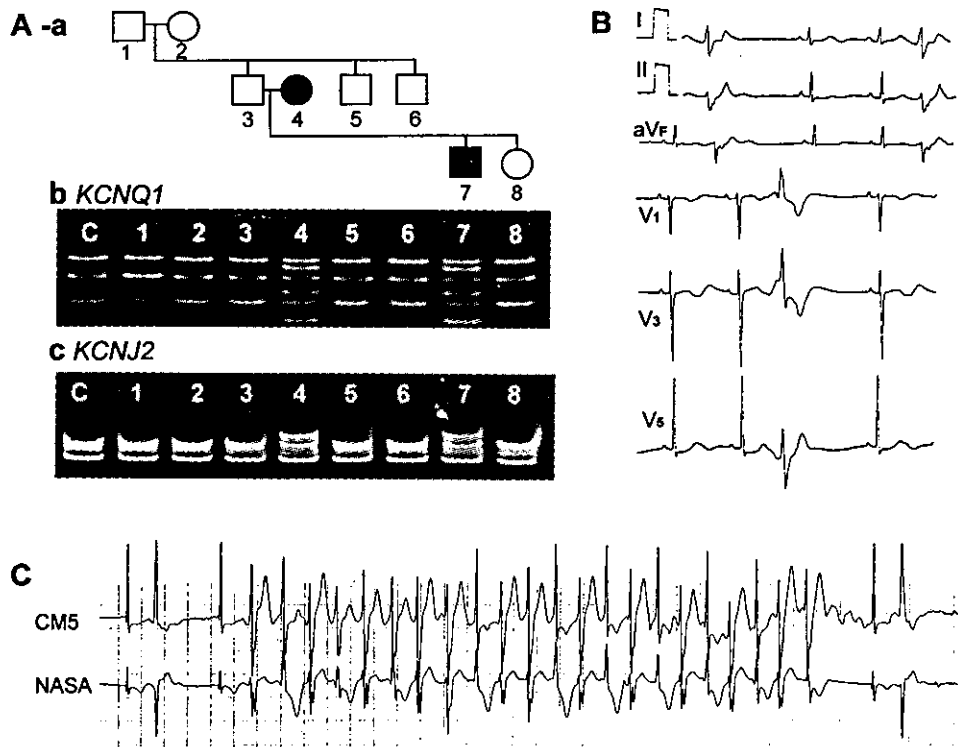 A -a
1 2
3 4 5 6
7 8
b KCNQ1
C 1 2 3 4 5 6 7 8
c KCNJ2
C 1 2 3 4 5 6 7 8
B
I
II
aVF
V1
V3
V5
C
CM5
NASA